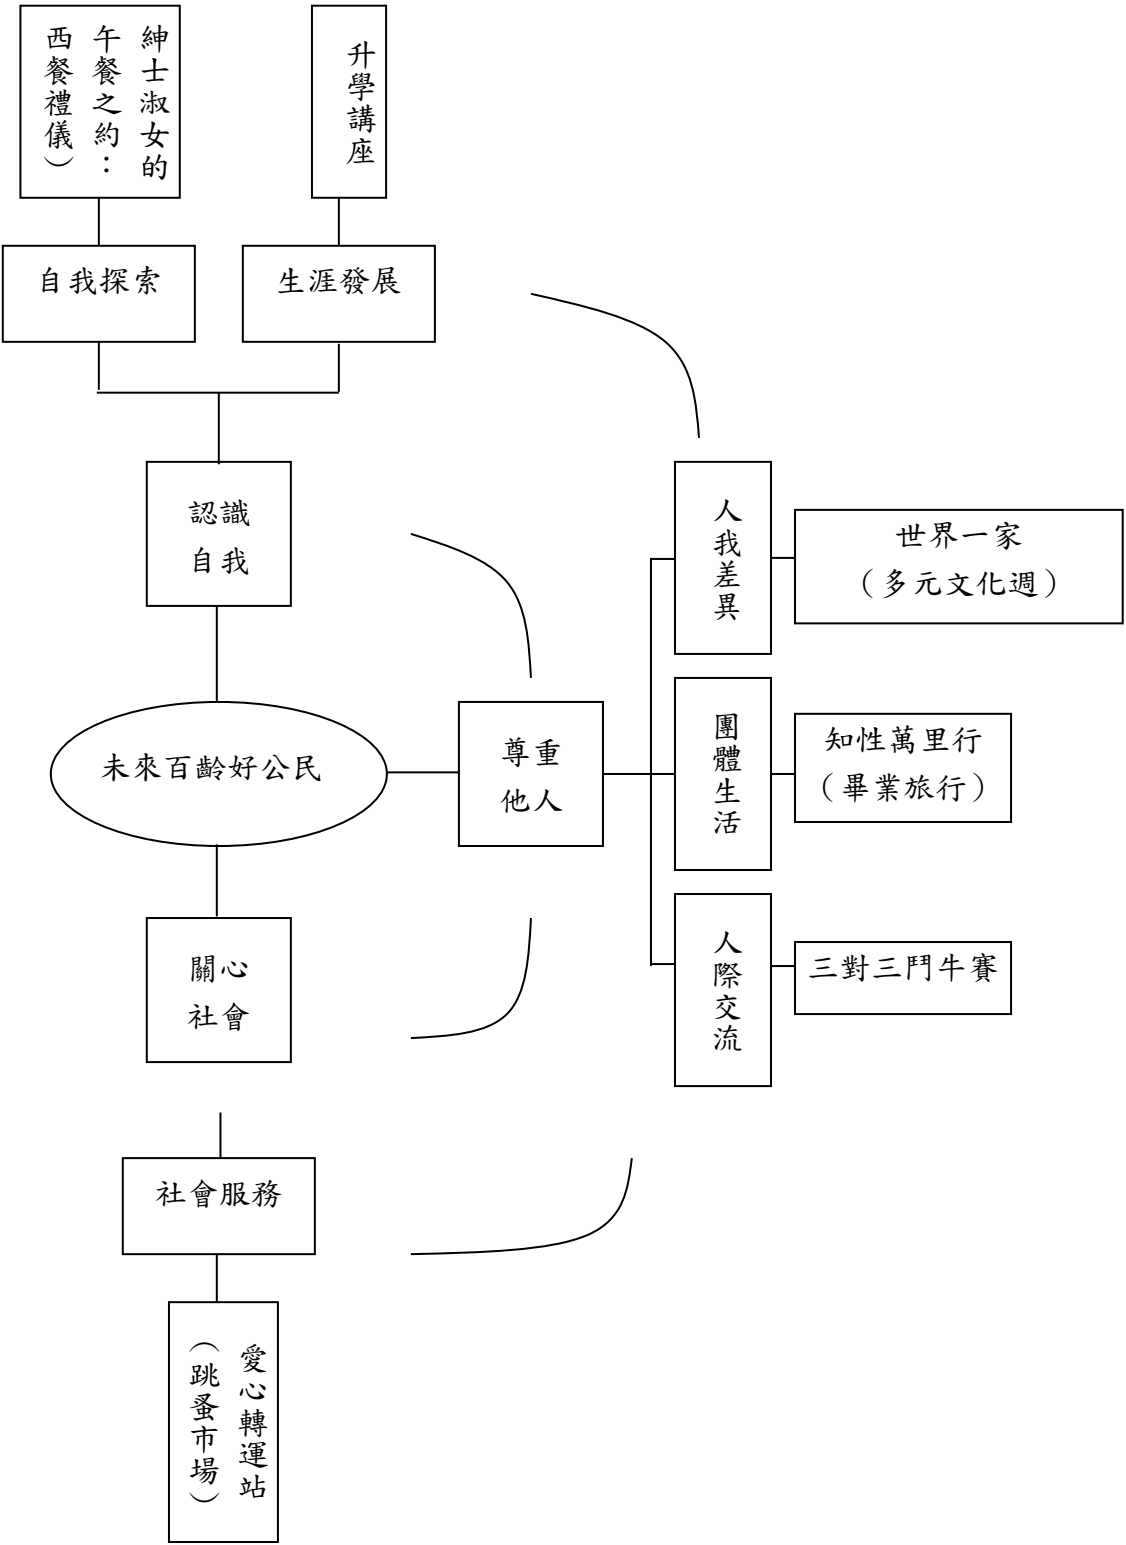 紳士淑女的
午餐之約：
西餐禮儀）
升學講座
自我探索
生涯發展
認識
自我
人我差異
世界一家
（多元文化週）
未來百齡好公民
尊重
他人
團體生活
知性萬里行
（畢業旅行）
關心
社會
人際交流
三對三鬥牛賽
社會服務
愛心轉運站
（跳蚤市場）